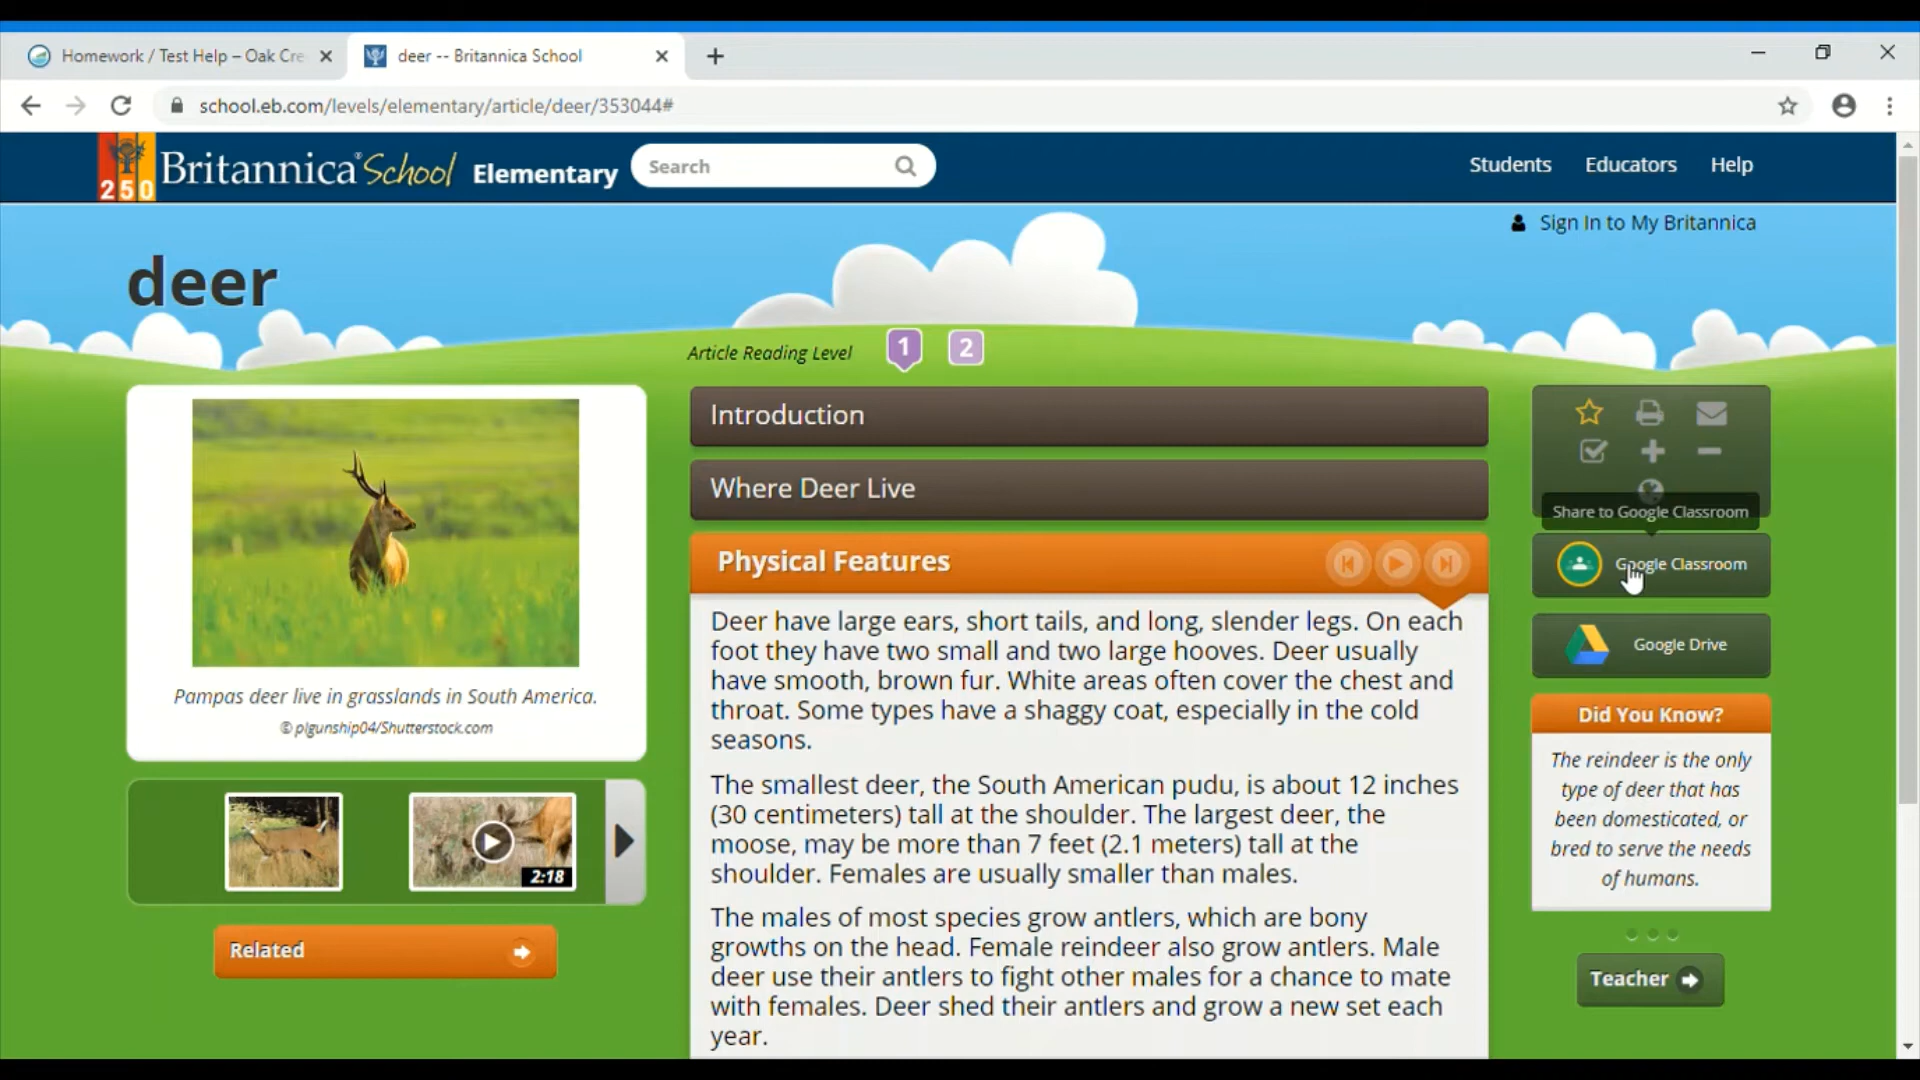 Homework / Test Help – Oak Cre
deer -- Britannica School
school.eb.com/levels/elementary/article/deer/353044#
250
Britannica® School Elementary
Search
Students
Educators
Help
Sign In to My Britannica
deer
Article Reading Level
1
2
Pampas deer live in grasslands in South America.
© plgunship04/Shutterstock.com
2:18
Related
Introduction
Where Deer Live
Physical Features
Deer have large ears, short tails, and long, slender legs. On each
foot they have two small and two large hooves. Deer usually
have smooth, brown fur. White areas often cover the chest and
throat. Some types have a shaggy coat, especially in the cold
seasons.
The smallest deer, the South American pudu, is about 12 inches
(30 centimeters) tall at the shoulder. The largest deer, the
moose, may be more than 7 feet (2.1 meters) tall at the
shoulder. Females are usually smaller than males.
The males of most species grow antlers, which are bony
growths on the head. Female reindeer also grow antlers. Male
deer use their antlers to fight other males for a chance to mate
with females. Deer shed their antlers and grow a new set each
year.
Share to Google Classroom
Google Classroom
Google Drive
Did You Know?
The reindeer is the only
type of deer that has
been domesticated, or
bred to serve the needs
of humans.
Teacher